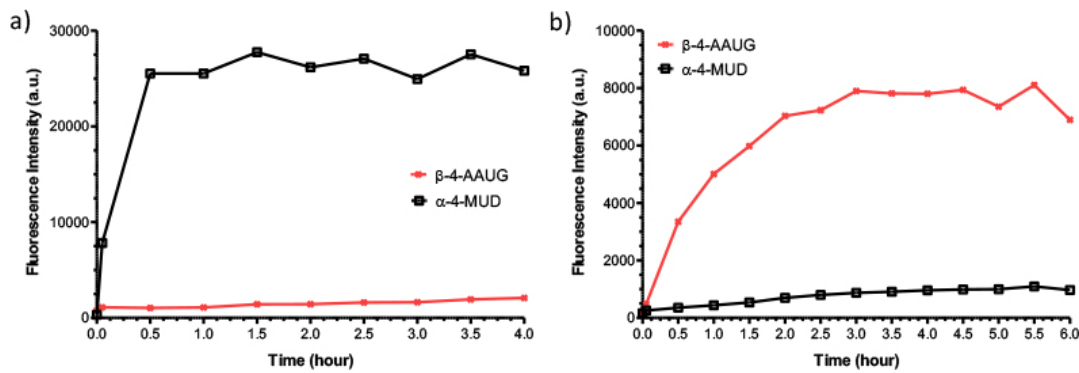 a)
30000
20000
10000
0
Fluorescence Intensity (a.u.)
β-4-AAUG
α-4-MUD
0.0 0.5 1.0 1.5 2.0 2.5 3.0 3.5 4.0
Time (hour)
b)
10000
8000
6000
4000
2000
0
Fluorescence Intensity (a.u.)
β-4-AAUG
α-4-MUD
0.0 0.5 1.0 1.5 2.0 2.5 3.0 3.5 4.0 4.5 5.0 5.5 6.0
Time (hour)